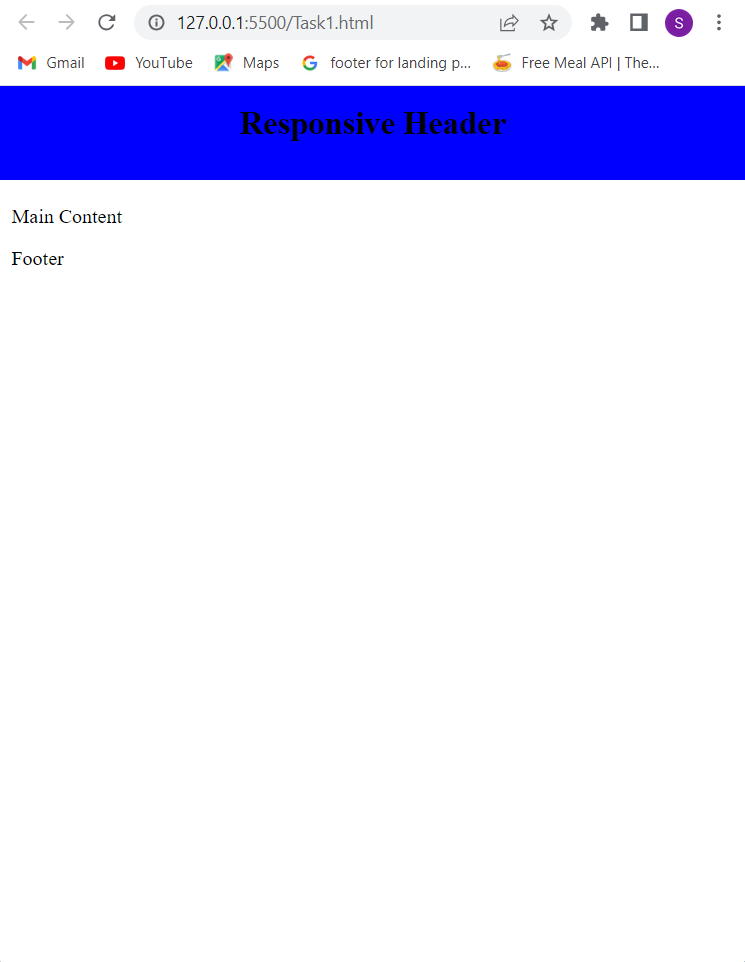 127.0.0.1:5500/Task1.html
S
Gmail YouTube Maps footer for landing p... Free Meal API | The...
Responsive Header
Main Content
Footer